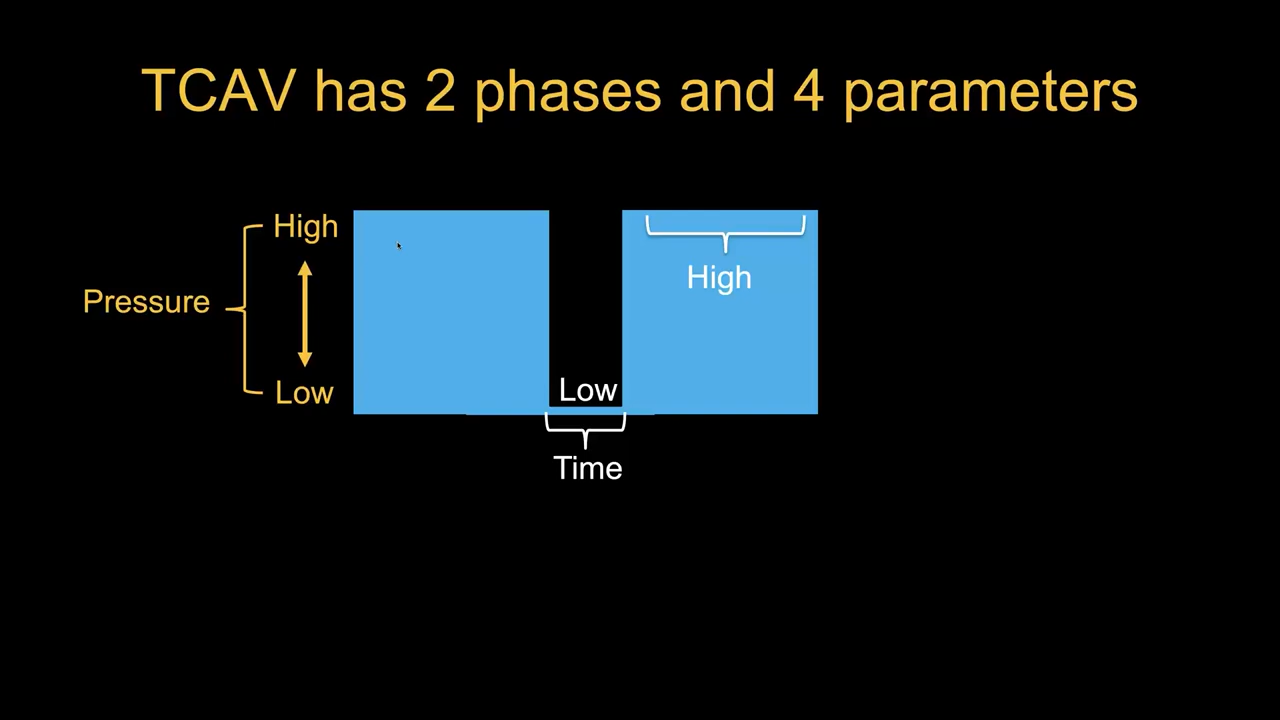 TCAV has 2 phases and 4 parameters
High
High
Pressure
Low
Low
Time